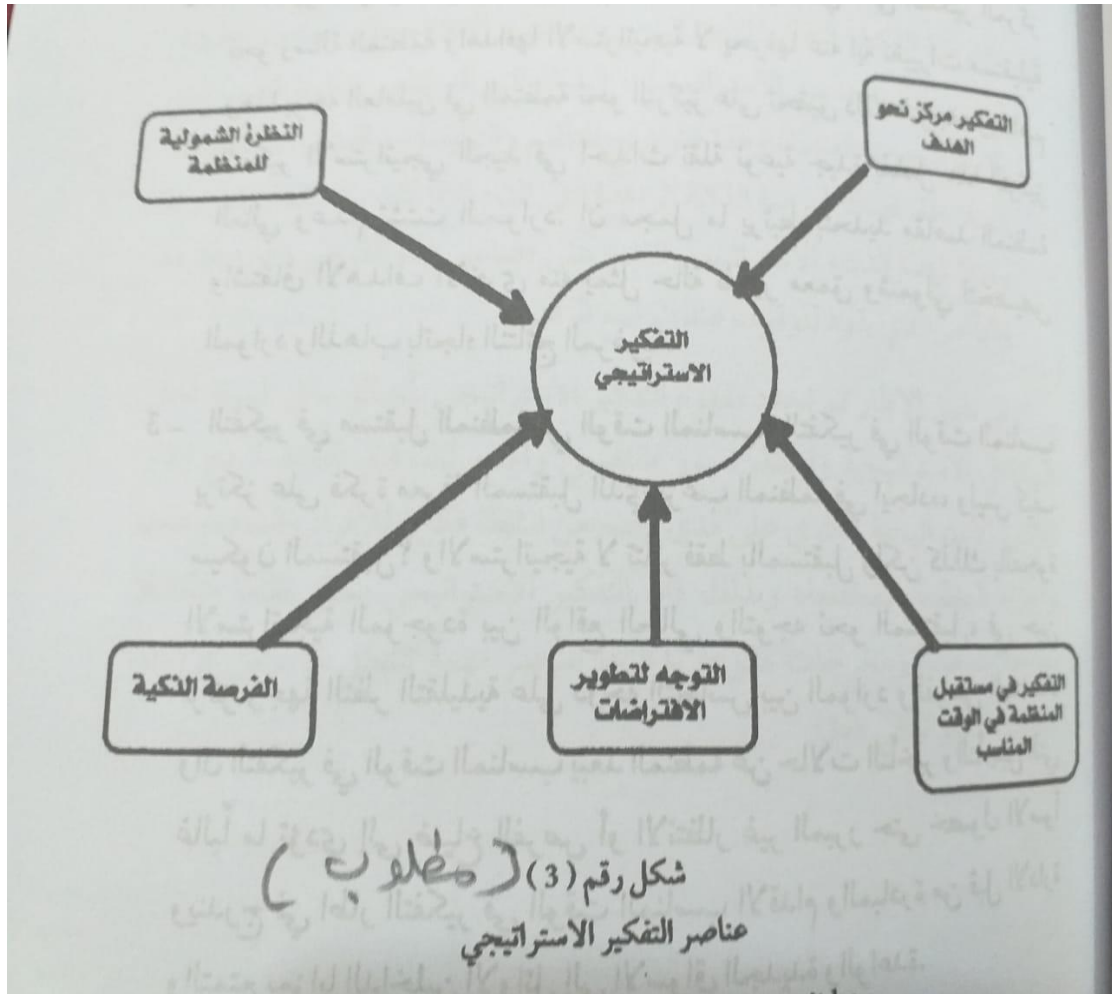 النظرة الشمولية
للمنظمة
التفكير مركز نحو
الهدف
التفكير
الاستراتيجي
الفرصة الذكية
التوجه لتطوير
الافتراضات
التفكير في مستقبل
المنظمة في الوقت
المناسب
شكل رقم (3) (مطلوب)
عناصر التفكير الاستراتيجي